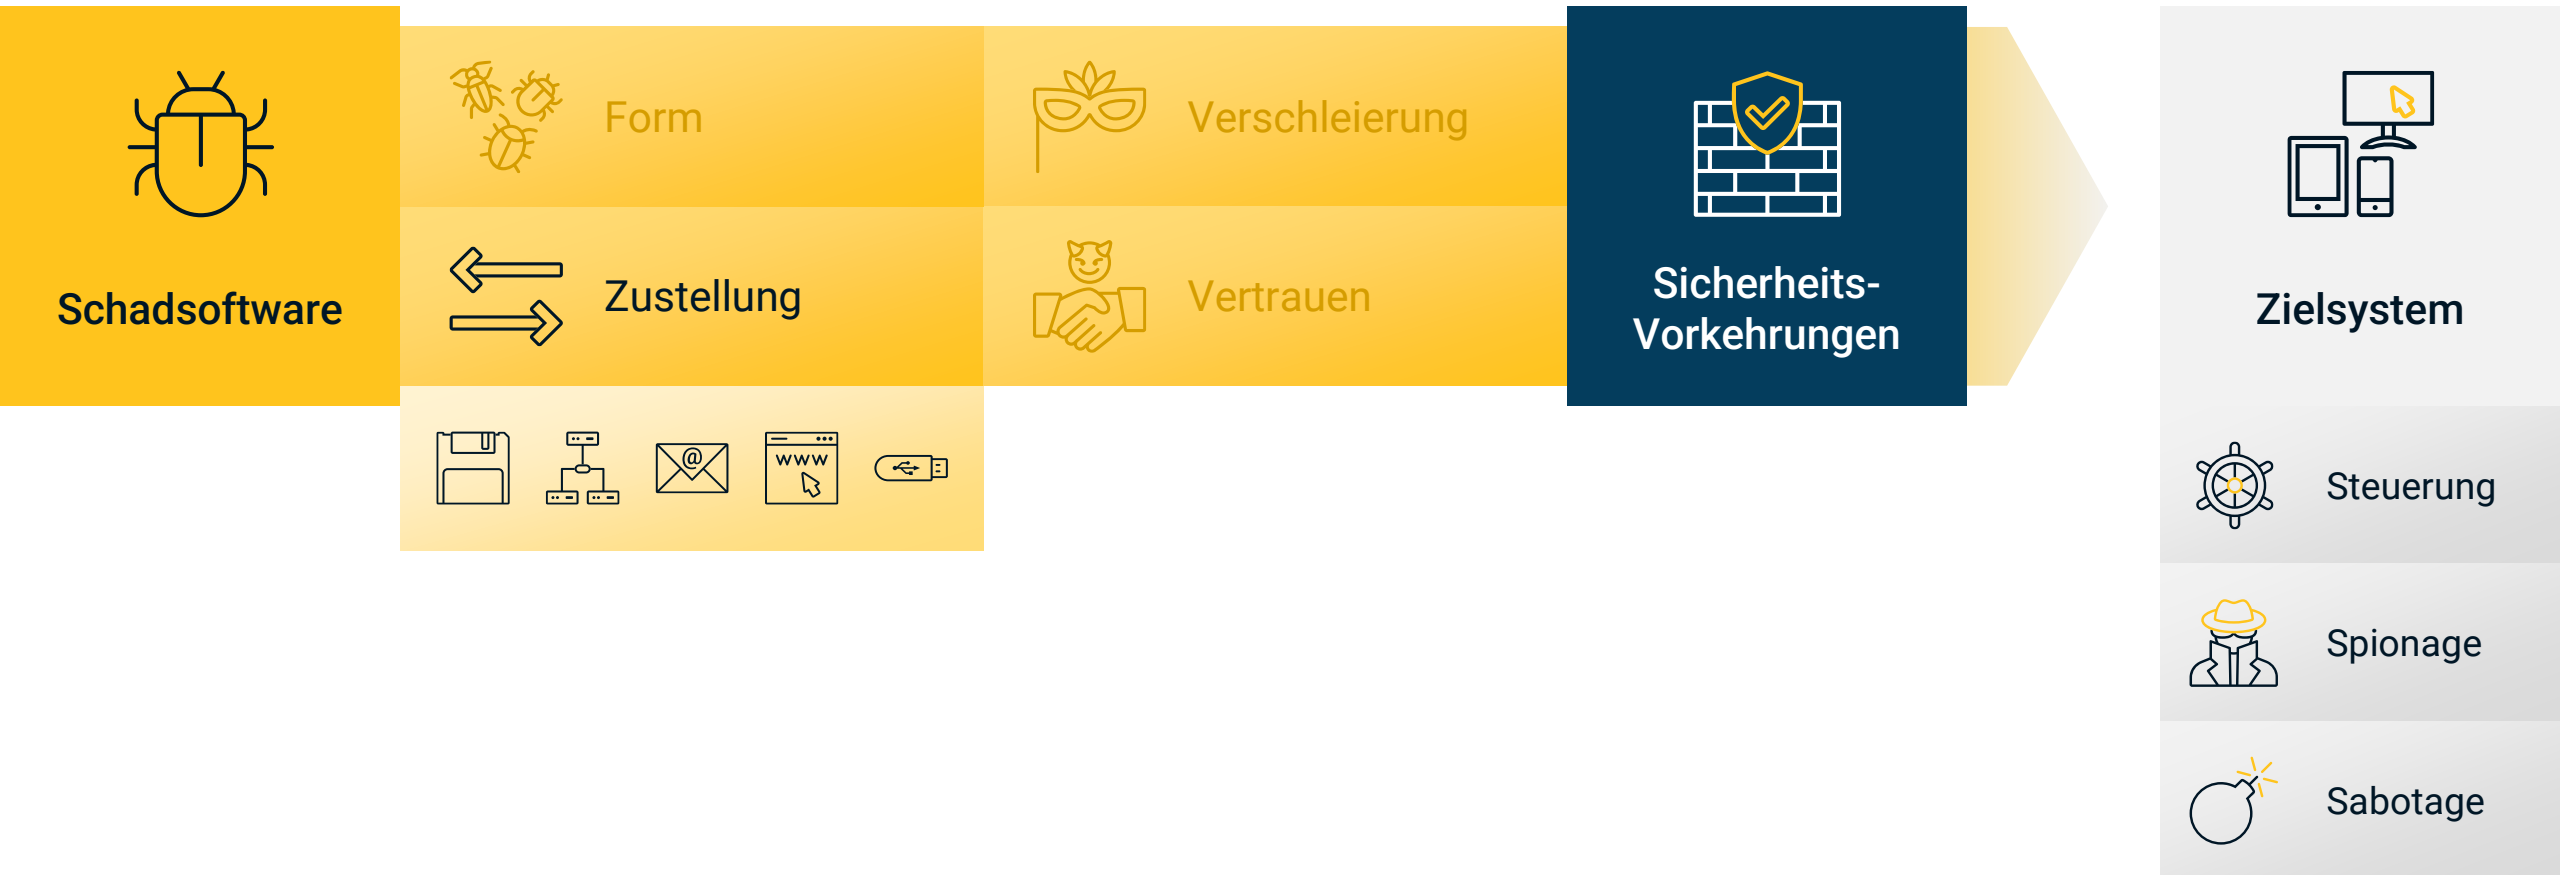 Schadsoftware
Form
Zustellung
Verschleierung
Vertrauen
@
WWW
Sicherheits-
Vorkehrungen
Zielsystem
Steuerung
Spionage
Sabotage